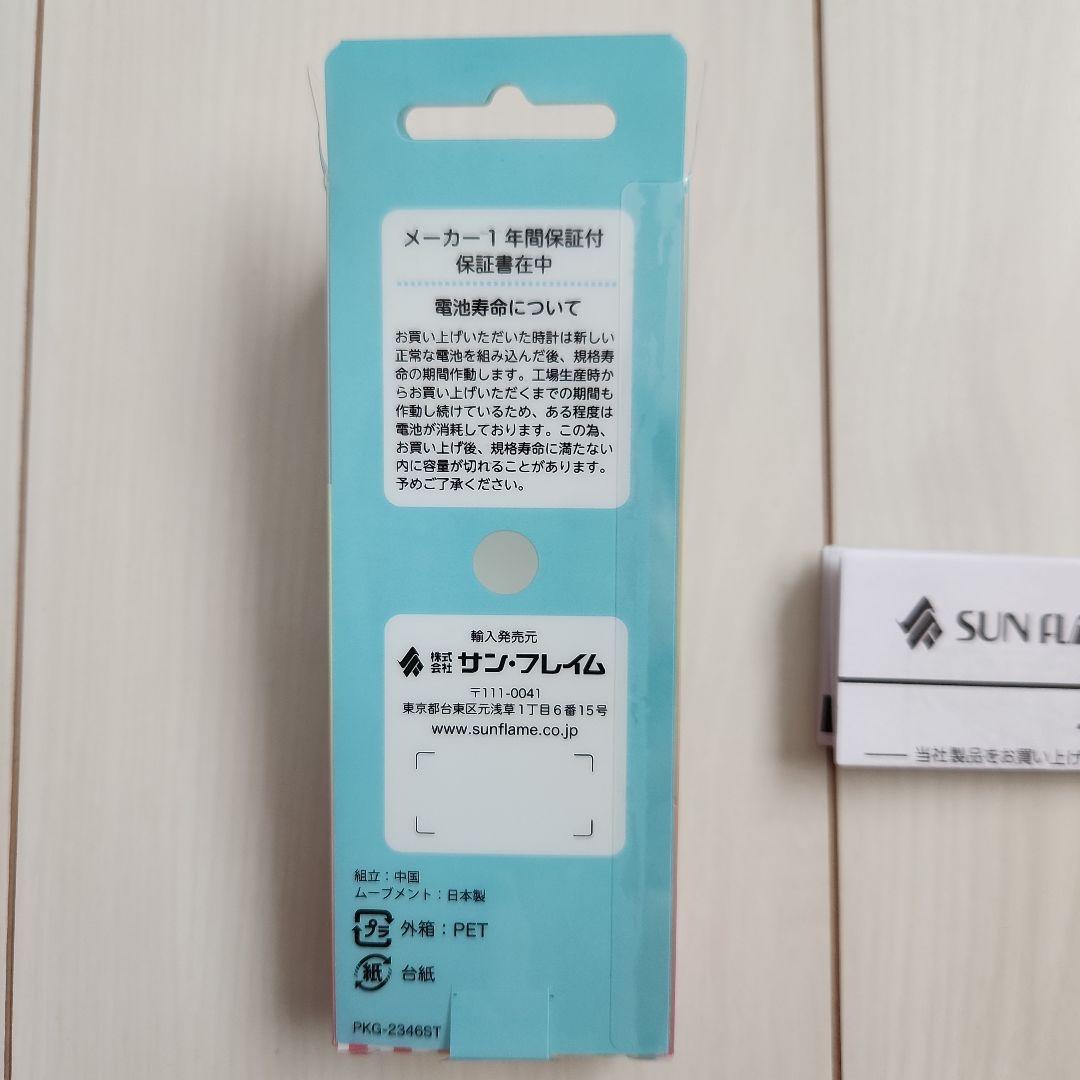 メーカー1年間保証付
保証書在中
電池寿命について
お買い上げいただいた時計は新しい
正常な電池を組み込んだ後、規格寿
命の期間作動します。工場生産時か
らお買い上げいただくまでの期間も
作動し続けているため、ある程度は
電池が消耗しております。この為、
お買い上げ後、規格寿命に満たない
内に容量が切れることがあります。
予めご了承ください。
輸入発売元
株式会社 サン・フレイム
〒111-0041
東京都台東区元浅草1丁目6番15号
www.sunflame.co.jp
組立：中国
ムーブメント：日本製
プラ 外箱：PET
紙 台紙
PKG-2346ST
SUN FLA
当社製品をお買い上げ